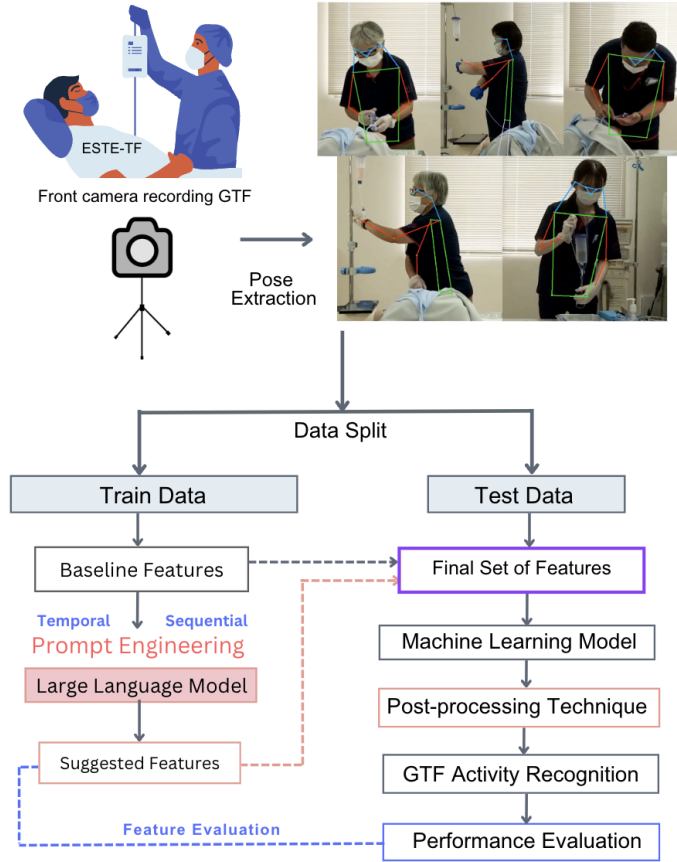 ESTE-TF
Front camera recording GTF
Pose
Extraction
Data Split
Train Data
Test Data
Baseline Features
Final Set of Features
Temporal Sequential
Prompt Engineering
Large Language Model
Suggested Features
Machine Learning Model
Post-processing Technique
GTF Activity Recognition
Feature Evaluation
Performance Evaluation